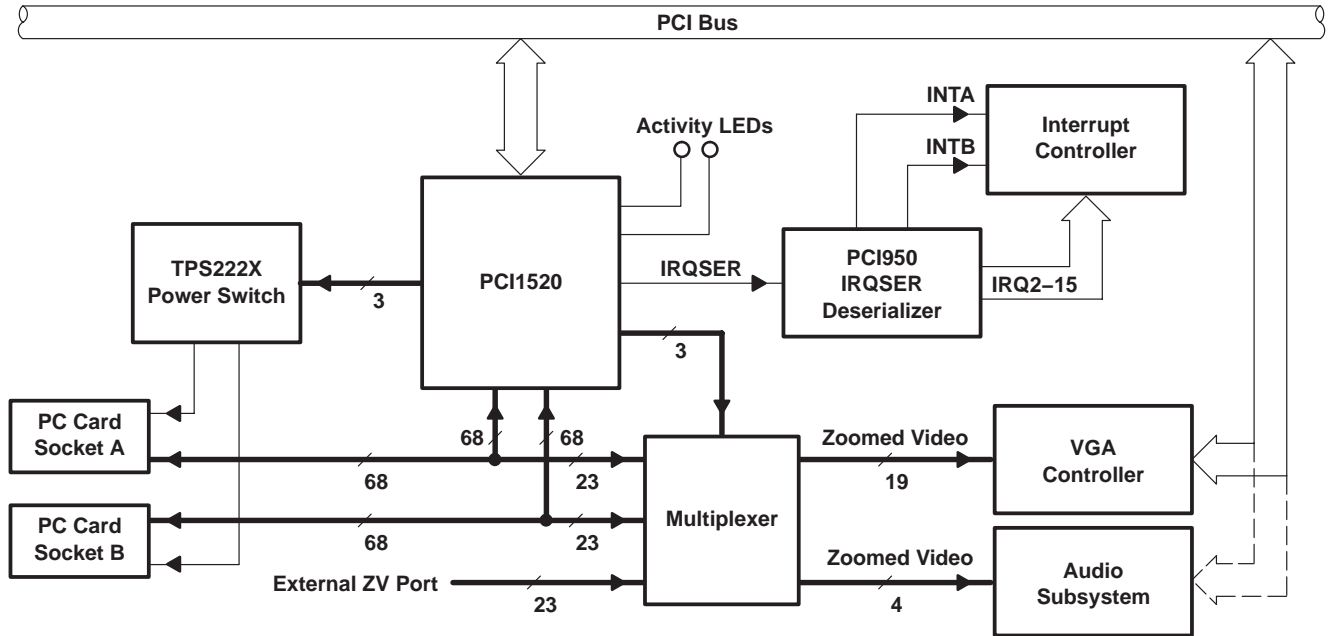 PCI Bus
Activity LEDs
INTA
INTB
Interrupt
Controller
TPS222X
Power Switch
3
PCI1520
IRQSER
PCI950
IRQSER
Deserializer
IRQ2–15
3
PC Card
Socket A
68
68
68
23
Zoomed Video
19
VGA
Controller
PC Card
Socket B
68
23
Multiplexer
External ZV Port
23
Zoomed Video
4
Audio
Subsystem